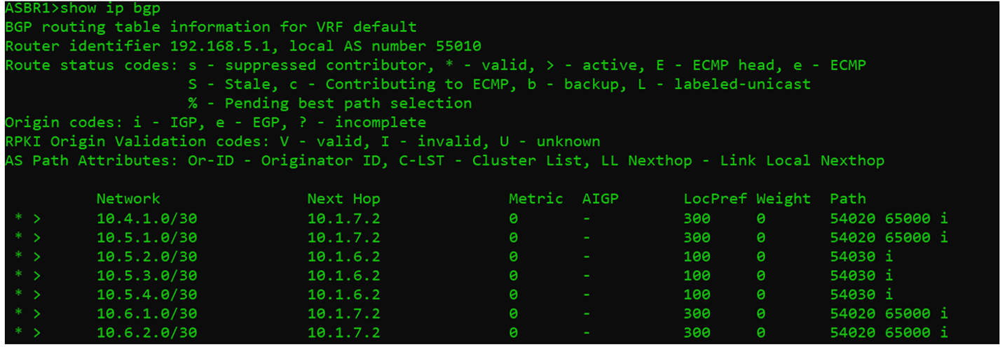 ASBR1>show ip bgp
BGP routing table information for VRF default
Router identifier 192.168.5.1, local AS number 55010
Route status codes: s - suppressed contributor, * - valid, > - active, E - ECMP head, e - ECMP
                    S - Stale, c - Contributing to ECMP, b - backup, L - labeled-unicast
                    % - Pending best path selection
Origin codes: i - IGP, e - EGP, ? - incomplete
RPKI Origin Validation codes: V - valid, I - invalid, U - unknown
AS Path Attributes: Or-ID - Originator ID, C-LST - Cluster List, LL Nexthop - Link Local Nexthop
          Network                Next Hop              Metric  AIGP       LocPref Weight  Path
 * >      10.4.1.0/30            10.1.7.2              0       -          300     0       54020 65000 i
 * >      10.5.1.0/30            10.1.7.2              0       -          300     0       54020 65000 i
 * >      10.5.2.0/30            10.1.6.2              0       -          100     0       54030 i
 * >      10.5.3.0/30            10.1.6.2              0       -          100     0       54030 i
 * >      10.5.4.0/30            10.1.6.2              0       -          100     0       54030 i
 * >      10.6.1.0/30            10.1.7.2              0       -          300     0       54020 65000 i
 * >      10.6.2.0/30            10.1.7.2              0       -          300     0       54020 65000 i